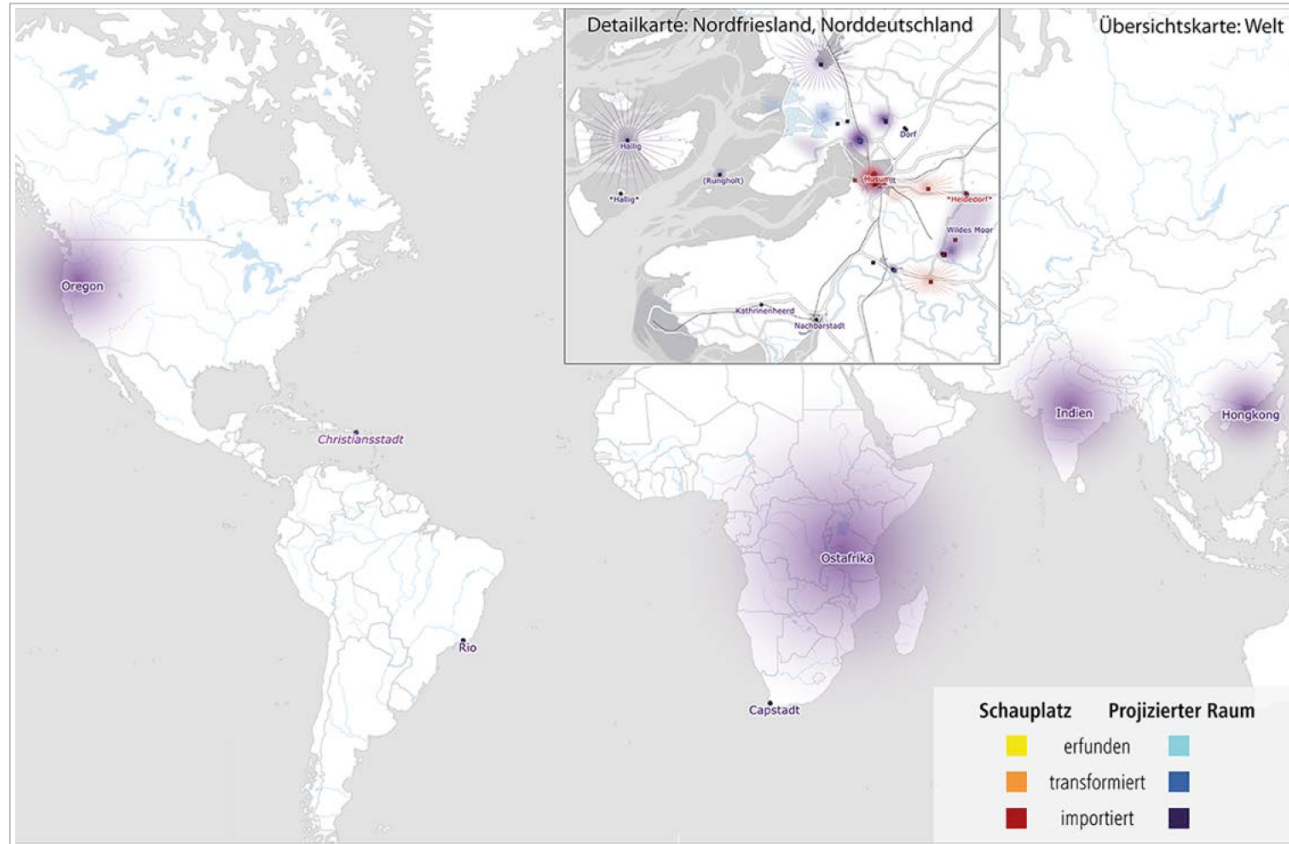 Detailkarte: Nordfriesland, Norddeutschland
Übersichtskarte: Welt
Hallig
*Hallig*
(Rungholt)
Dorf
Husum
*Heidedorf*
Wildes Moor
Kathrinenheerd
Nachbarstadt
Oregon
Christiansstadt
Rio
Ostafrika
Capstadt
Indien
Hongkong
Schauplatz Projizierter Raum
erfunden
transformiert
importiert